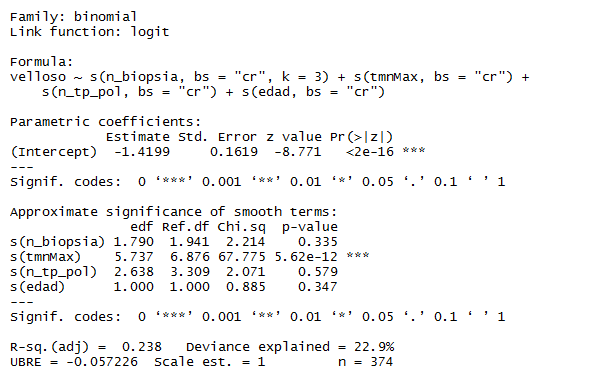 Family: binomial
Link function: logit

Formula:
velloso ~ s(n_biopsia, bs = "cr", k = 3) + s(tmnMax, bs = "cr") +
    s(n_tp_pol, bs = "cr") + s(edad, bs = "cr")

Parametric coefficients:
            Estimate Std. Error z value Pr(>|z|)
(Intercept)  -1.4199     0.1619  -8.771   <2e-16 ***
---
Signif. codes:  0 ‘***’ 0.001 ‘**’ 0.01 ‘*’ 0.05 ‘.’ 0.1 ‘ ’ 1

Approximate significance of smooth terms:
               edf Ref.df Chi.sq  p-value
s(n_biopsia) 1.790  1.941  2.214    0.335
s(tmnMax)    5.737  6.876 67.775 5.62e-12 ***
s(n_tp_pol)  2.638  3.309  2.071    0.579
s(edad)      1.000  1.000  0.885    0.347
---
Signif. codes:  0 ‘***’ 0.001 ‘**’ 0.01 ‘*’ 0.05 ‘.’ 0.1 ‘ ’ 1

R-sq.(adj) =  0.238   Deviance explained = 22.9%
UBRE = -0.057226  Scale est. = 1         n = 374